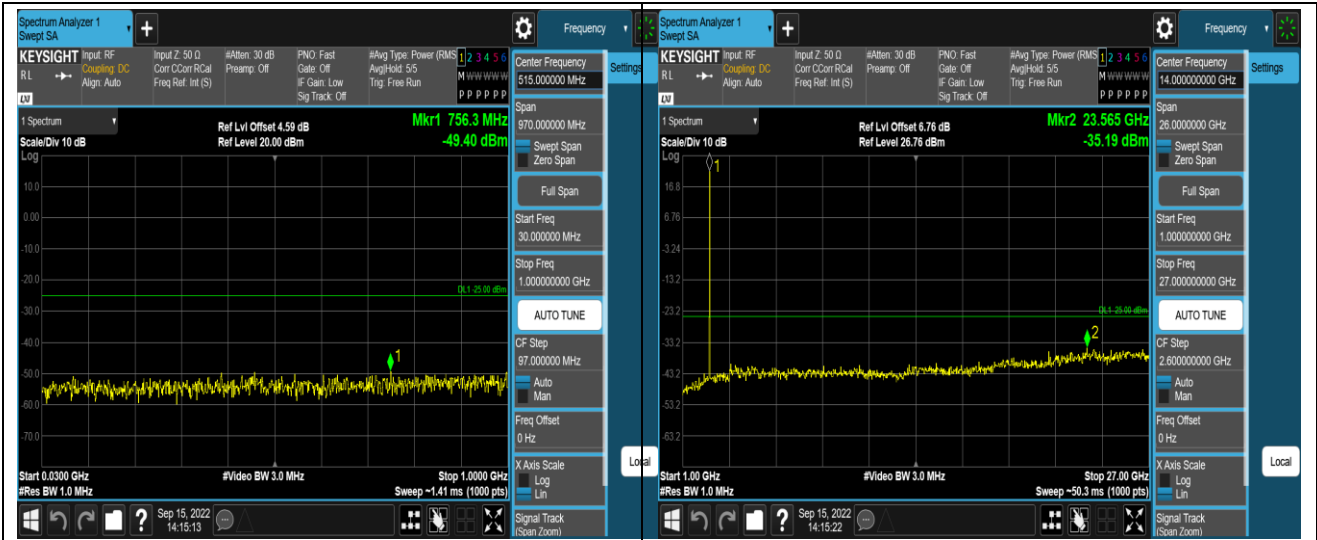 Spectrum Analyzer 1
Swept SA
+
Frequency
KEYSIGHT
Input: RF
Input Z: 50 Ω
#Atten: 30 dB
PNO: Fast
#Avg Type: Power (RMS
1 2 3 4 5 6
RL
Coupling: DC
Corr CCorr RCal
Preamp: Off
Gate: Off
Avg|Hold: 5/5
M W W W W W
Align: Auto
Freq Ref: Int (S)
IF Gain: Low
Trig: Free Run
Sig Track: Off
P P P P P P
LXI
1 Spectrum
Ref Lvl Offset 4.59 dB
Mkr1 756.3 MHz
Scale/Div 10 dB
Ref Level 20.00 dBm
-49.40 dBm
Log
10.0
0.00
-10.0
-20.0
DL1 -25.00 dBm
-30.0
-40.0
1
-50.0
-60.0
-70.0
Start 0.0300 GHz
#Video BW 3.0 MHz
Stop 1.0000 GHz
#Res BW 1.0 MHz
Sweep ~1.41 ms (1000 pts)
Sep 15, 2022
14:15:13
Center Frequency
515.000000 MHz
Settings
Span
970.000000 MHz
Swept Span
Zero Span
Full Span
Start Freq
30.000000 MHz
Stop Freq
1.000000000 GHz
AUTO TUNE
CF Step
97.000000 MHz
Auto
Man
Freq Offset
0 Hz
X Axis Scale
Log
Lin
Signal Track
(Span Zoom)
Local
Spectrum Analyzer 1
Swept SA
+
Frequency
KEYSIGHT
Input: RF
Input Z: 50 Ω
#Atten: 30 dB
PNO: Fast
#Avg Type: Power (RMS
1 2 3 4 5 6
RL
Coupling: DC
Corr CCorr RCal
Preamp: Off
Gate: Off
Avg|Hold: 5/5
M W W W W W
Align: Auto
Freq Ref: Int (S)
IF Gain: Low
Trig: Free Run
Sig Track: Off
P P P P P P
LXI
1 Spectrum
Ref Lvl Offset 6.76 dB
Mkr2 23.565 GHz
Scale/Div 10 dB
Ref Level 26.76 dBm
-35.19 dBm
Log
1
16.8
6.76
-3.24
-13.2
-23.2
DL1 -25.00 dBm
-33.2
2
-43.2
-53.2
-63.2
Start 1.00 GHz
#Video BW 3.0 MHz
Stop 27.00 GHz
#Res BW 1.0 MHz
Sweep ~50.3 ms (1000 pts)
Sep 15, 2022
14:15:22
Center Frequency
14.000000000 GHz
Settings
Span
26.0000000 GHz
Swept Span
Zero Span
Full Span
Start Freq
1.000000000 GHz
Stop Freq
27.000000000 GHz
AUTO TUNE
CF Step
2.600000000 GHz
Auto
Man
Freq Offset
0 Hz
X Axis Scale
Log
Lin
Signal Track
(Span Zoom)
Local